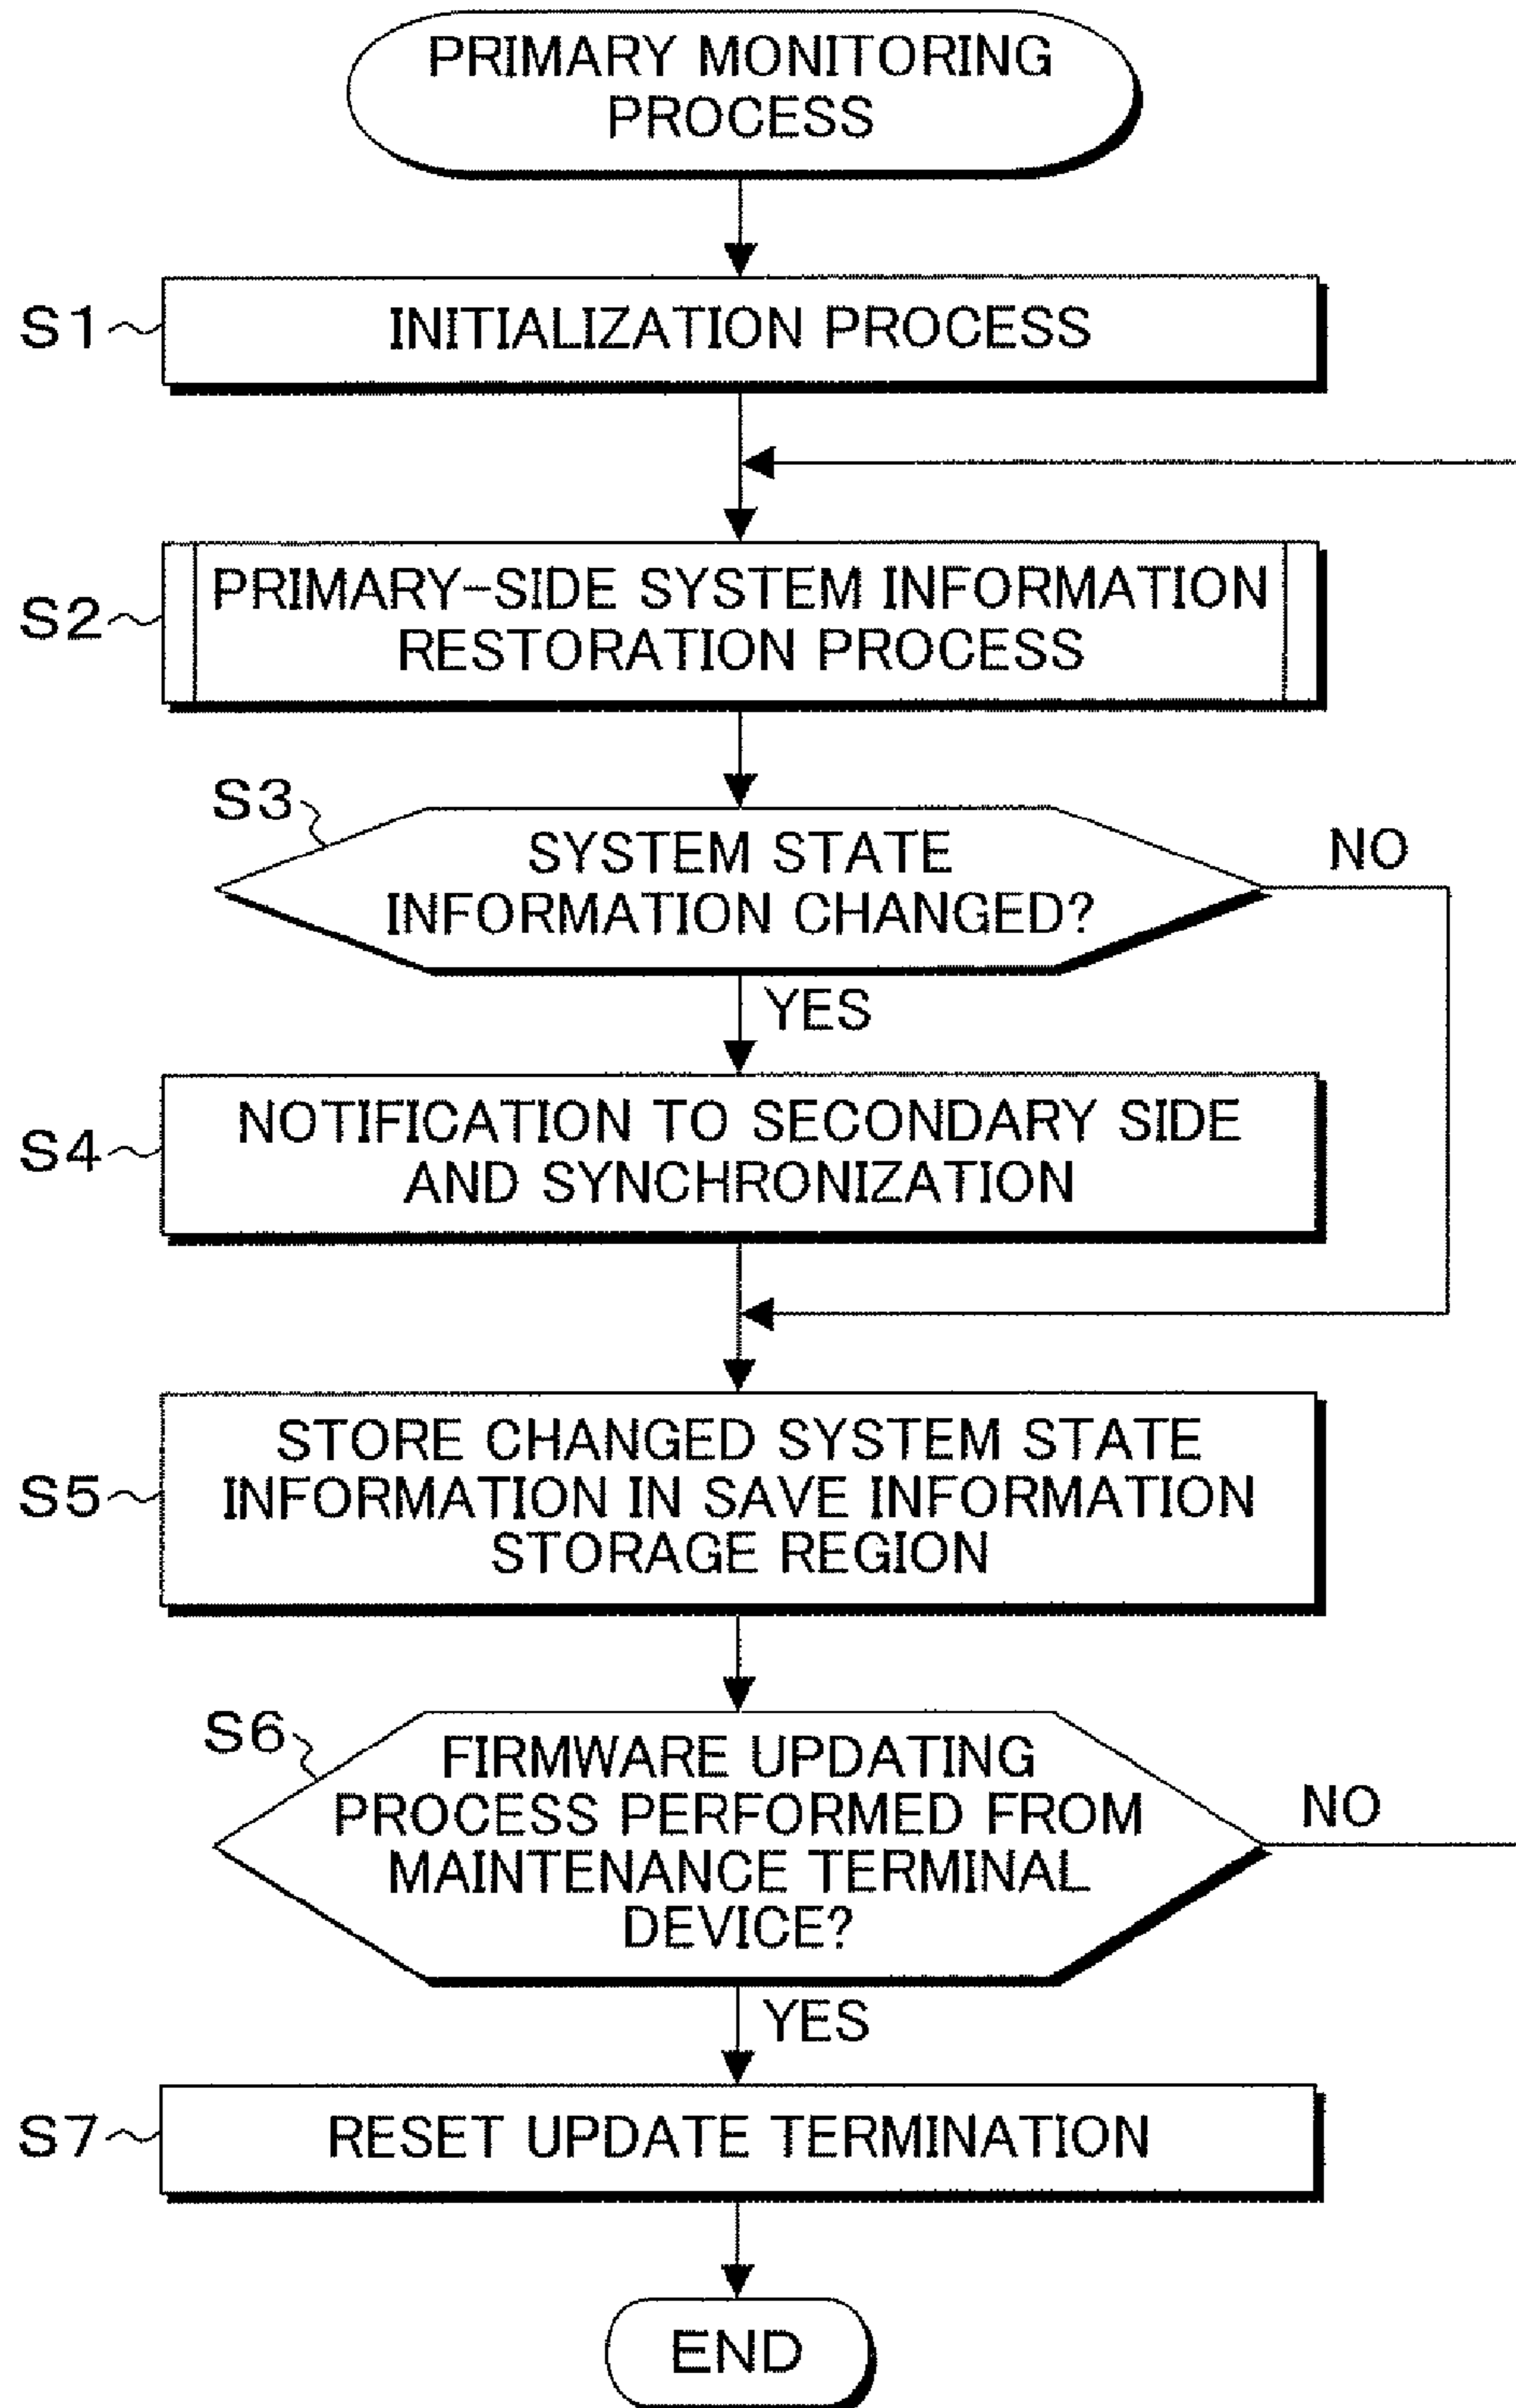 PRIMARY MONITORING
PROCESS
S1
INITIALIZATION PROCESS
S2
PRIMARY-SIDE SYSTEM INFORMATION
RESTORATION PROCESS
S3
SYSTEM STATE
INFORMATION CHANGED?
NO
YES
S4
NOTIFICATION TO SECONDARY SIDE
AND SYNCHRONIZATION
S5
STORE CHANGED SYSTEM STATE
INFORMATION IN SAVE INFORMATION
STORAGE REGION
S6
FIRMWARE UPDATING
PROCESS PERFORMED FROM
MAINTENANCE TERMINAL
DEVICE?
NO
YES
S7
RESET UPDATE TERMINATION
END